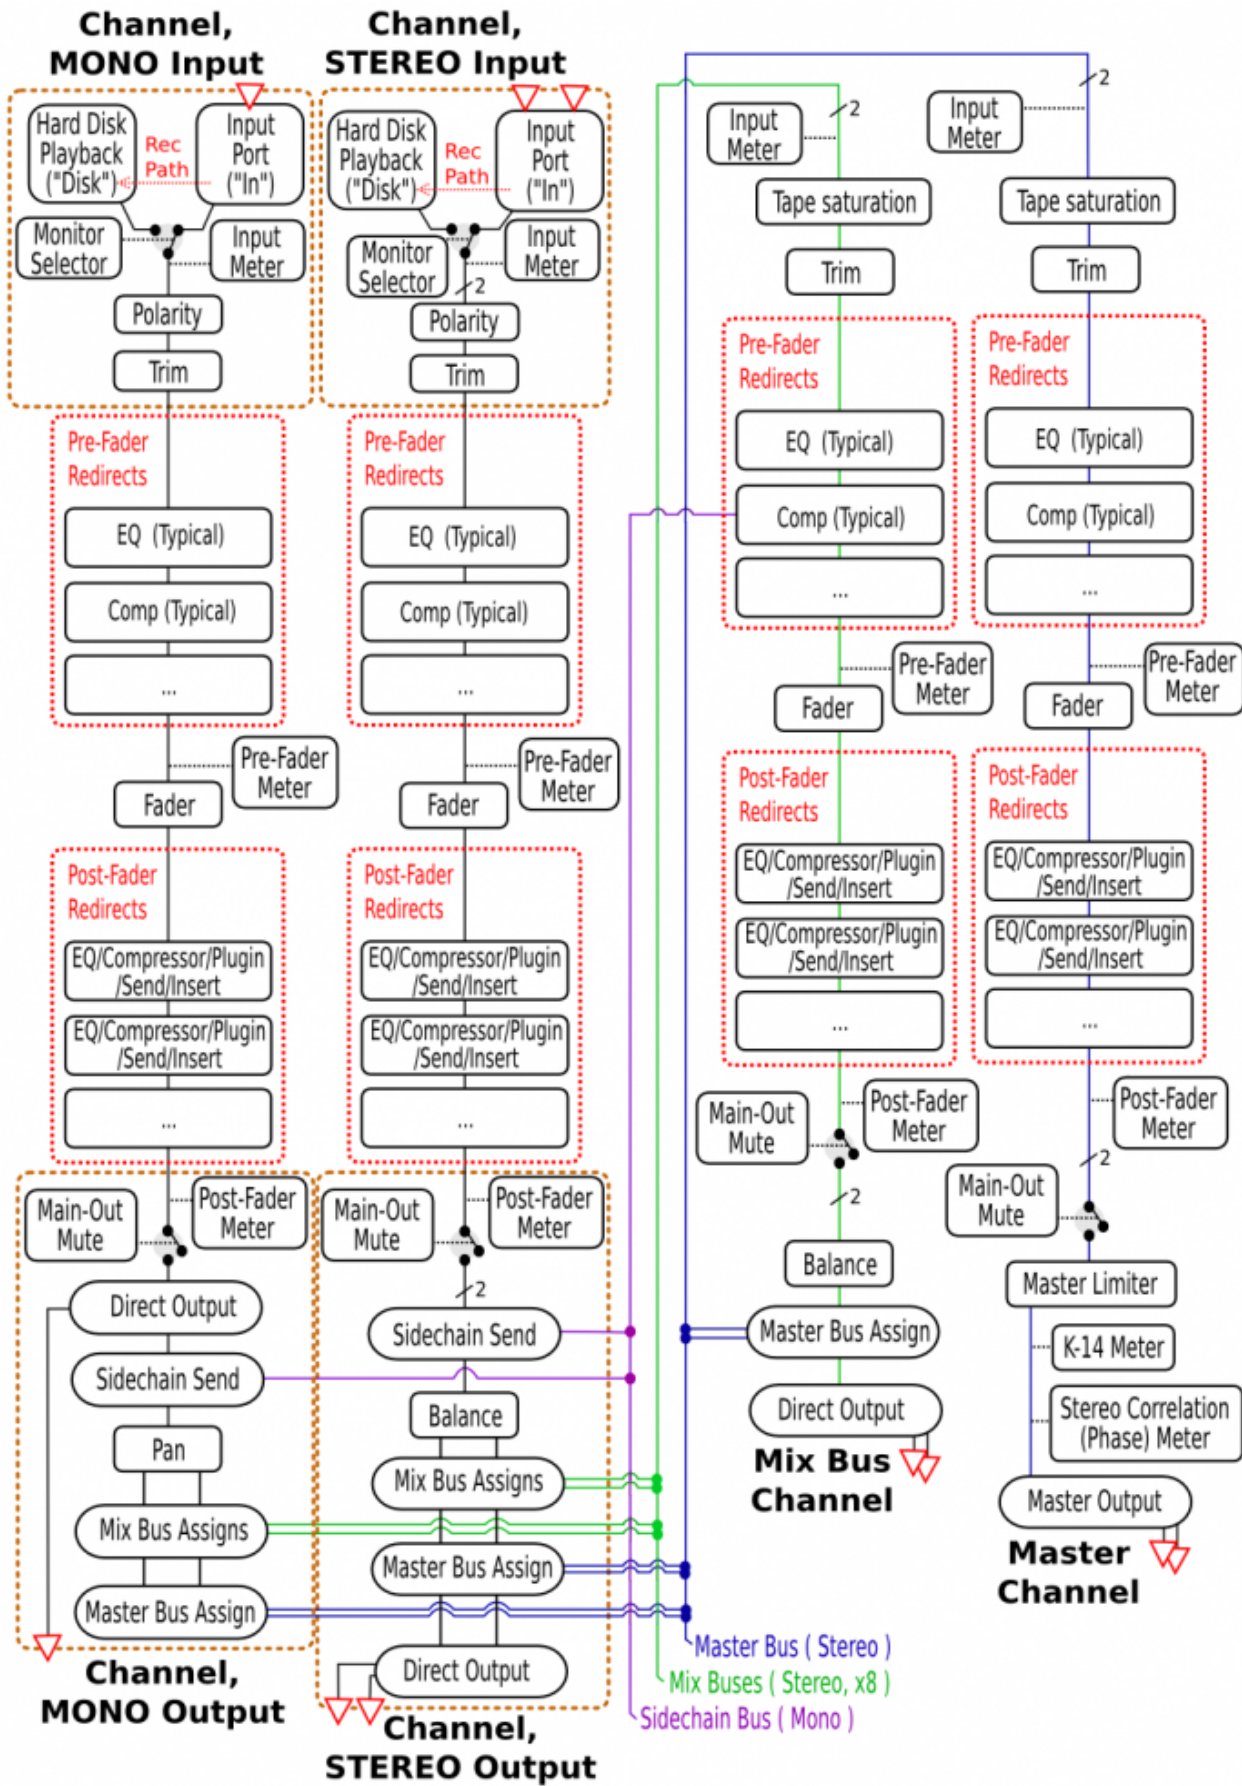 Channel,
MONO Input
Hard Disk
Playback
("Disk")
Rec
Path
Input
Port
("In")
Monitor
Selector
Input
Meter
Polarity
Trim
Pre-Fader
Redirects
EQ (Typical)
Comp (Typical)
...
Pre-Fader
Meter
Fader
Post-Fader
Redirects
EQ/Compressor/Plugin
/Send/Insert
EQ/Compressor/Plugin
/Send/Insert
...
Main-Out
Mute
Post-Fader
Meter
Direct Output
Sidechain Send
Pan
Mix Bus Assigns
Master Bus Assign
Channel,
MONO Output
Channel,
STEREO Input
Hard Disk
Playback
("Disk")
Rec
Path
Input
Port
("In")
Monitor
Selector
Input
Meter
2
Polarity
Trim
Pre-Fader
Redirects
EQ (Typical)
Comp (Typical)
...
Pre-Fader
Meter
Fader
Post-Fader
Redirects
EQ/Compressor/Plugin
/Send/Insert
EQ/Compressor/Plugin
/Send/Insert
...
Main-Out
Mute
Post-Fader
Meter
2
Sidechain Send
Balance
Mix Bus Assigns
Master Bus Assign
Direct Output
Channel,
STEREO Output
2
Input
Meter
Tape saturation
Trim
Pre-Fader
Redirects
EQ (Typical)
Comp (Typical)
...
Pre-Fader
Meter
Fader
Post-Fader
Redirects
EQ/Compressor/Plugin
/Send/Insert
EQ/Compressor/Plugin
/Send/Insert
...
Main-Out
Mute
Post-Fader
Meter
2
Balance
Master Bus Assign
Direct Output
Mix Bus
Channel
2
Input
Meter
Tape saturation
Trim
Pre-Fader
Redirects
EQ (Typical)
Comp (Typical)
...
Pre-Fader
Meter
Fader
Post-Fader
Redirects
EQ/Compressor/Plugin
/Send/Insert
EQ/Compressor/Plugin
/Send/Insert
...
Post-Fader
Meter
2
Main-Out
Mute
Master Limiter
K-14 Meter
Stereo Correlation
(Phase) Meter
Master Output
Master
Channel
Master Bus ( Stereo )
Mix Buses ( Stereo, x8 )
Sidechain Bus ( Mono )